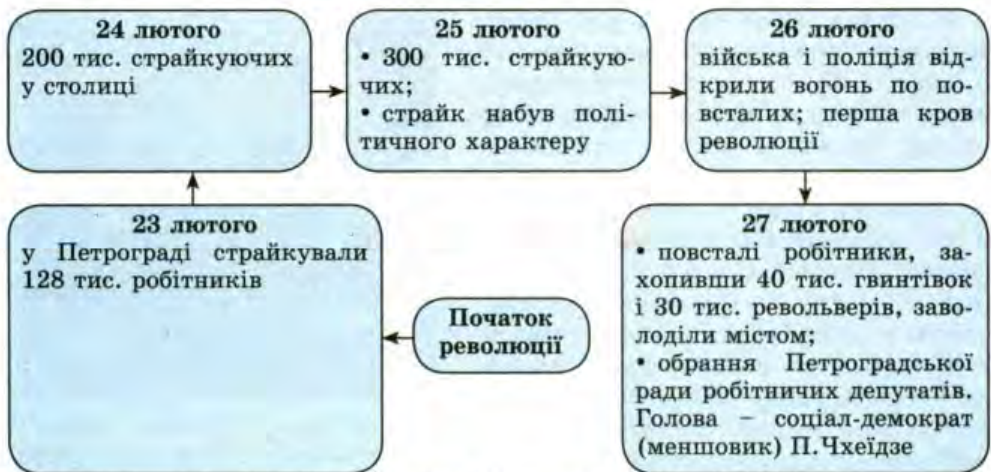 24 лютого
200 тис. страйкуючих
у столиці
25 лютого
• 300 тис. страйкую-
чих;
• страйк набув полі-
тичного характеру
26 лютого
війська і поліція від-
крили вогонь по по-
всталих; перша кров
революції
23 лютого
у Петрограді страйкували
128 тис. робітників
Початок
революції
27 лютого
• повсталі робітники, за-
хопивши 40 тис. гвинтівок
і 30 тис. револьверів, заво-
лоділи містом;
• обрання Петроградської
ради робітничих депутатів.
Голова – соціал-демократ
(меншовик) П.Чхеїдзе